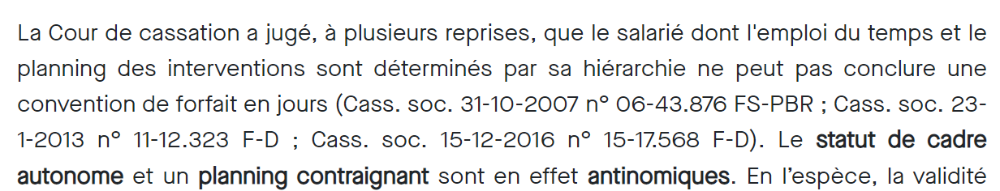 La Cour de cassation a jugé, à plusieurs reprises, que le salarié dont l'emploi du temps et le
planning des interventions sont déterminés par sa hiérarchie ne peut pas conclure une
convention de forfait en jours (Cass. soc. 31-10-2007 n° 06-43.876 FS-PBR ; Cass. soc. 23-
1-2013 n° 11-12.323 F-D ; Cass. soc. 15-12-2016 n° 15-17.568 F-D). Le statut de cadre
autonome et un planning contraignant sont en effet antinomiques. En l’espèce, la validité